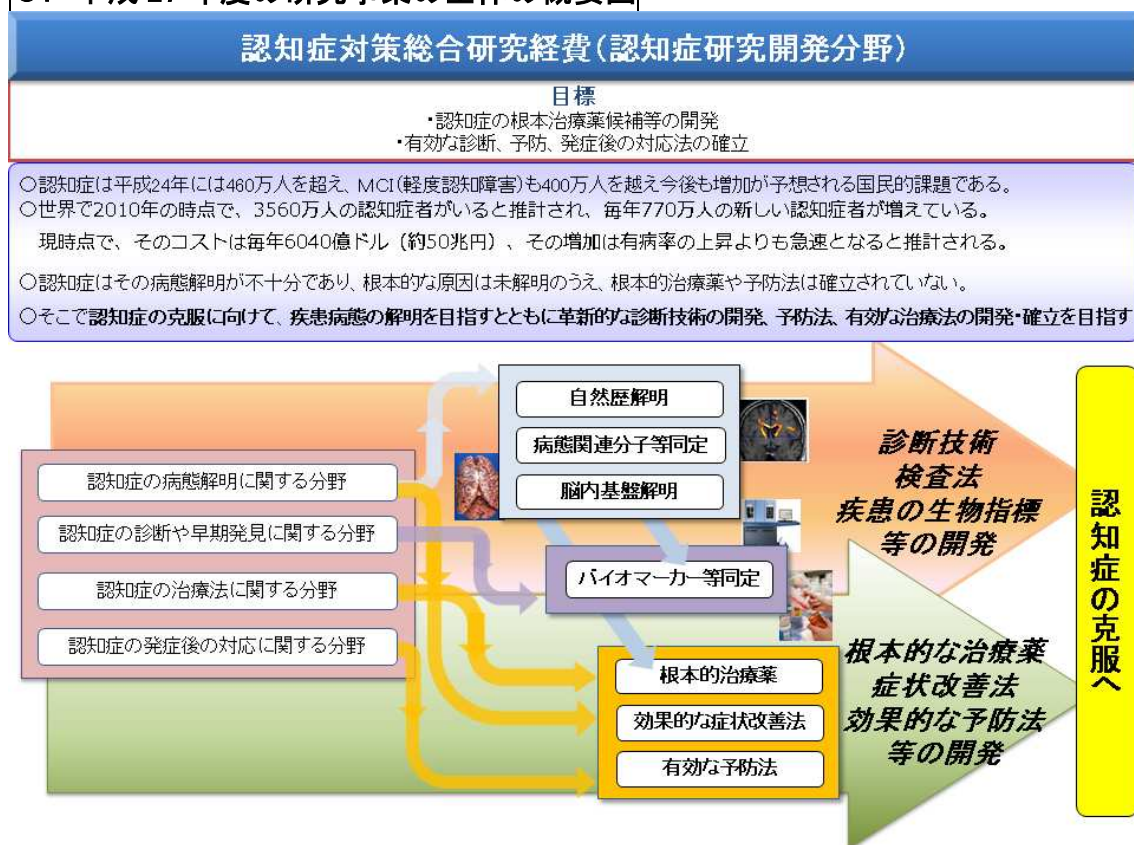 認知症対策総合研究経費(認知症研究開発分野)
目標
・認知症の根本治療薬候補等の開発
・有効な診断、予防、発症後の対応法の確立
○認知症は平成24年には460万人を超え、MCI(軽度認知障害)も400万人を越え今後も増加が予想される国民的課題である。
○世界で2010年の時点で、3560万人の認知症者がいると推計され、毎年770万人の新しい認知症者が増えている。
現時点で、そのコストは毎年6040億ドル(約50兆円)、その増加は有病率の上昇よりも急速となると推計される。
○認知症はその病態解明が不十分であり、根本的な原因は未解明のうえ、根本的治療薬や予防法は確立されていない。
○そこで認知症の克服に向けて、疾患病態の解明を目指すとともに革新的な診断技術の開発、予防法、有効な治療法の開発・確立を目指す
認知症の病態解明に関する分野
認知症の診断や早期発見に関する分野
認知症の治療法に関する分野
認知症の発症後の対応に関する分野
自然歴解明
病態関連分子等同定
脳内基盤解明
バイオマーカー等同定
根本的治療薬
効果的な症状改善法
有効な予防法
診断技術
検査法
疾患の生物指標
等の開発
根本的な治療薬
症状改善法
効果的な予防法
等の開発
認知症の克服へ